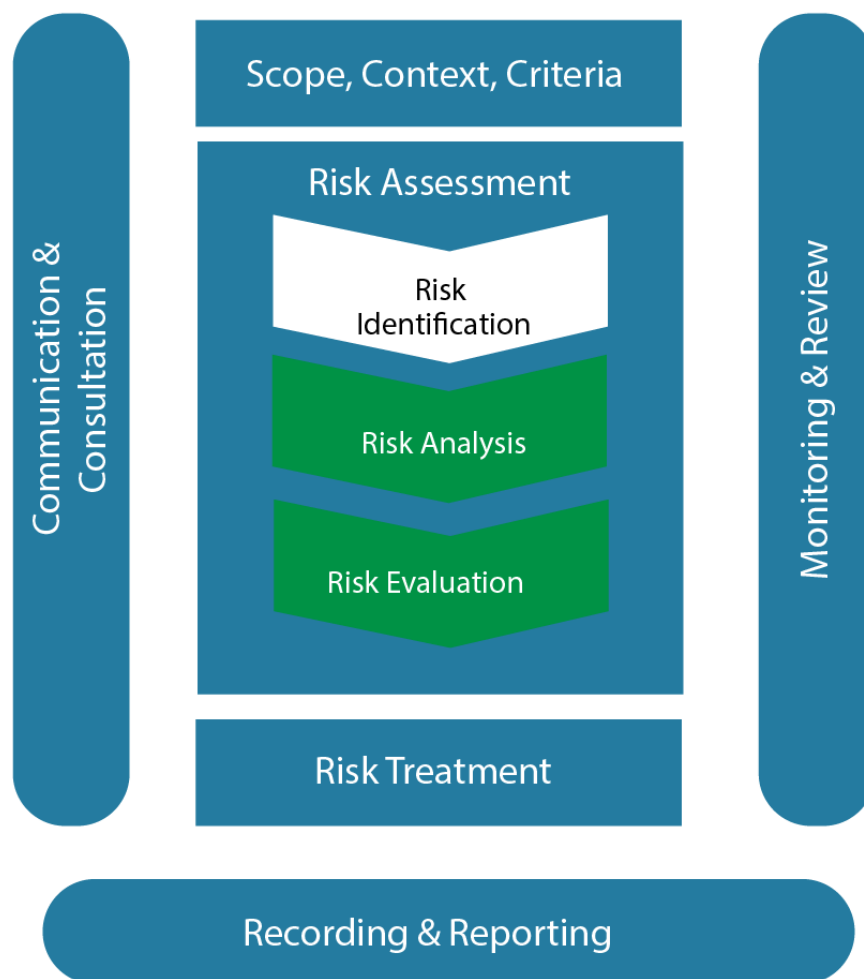 Scope, Context, Criteria
Risk Assessment
Risk
Identification
Risk Analysis
Risk Evaluation
Risk Treatment
Communication &
Consultation
Monitoring & Review
Recording & Reporting